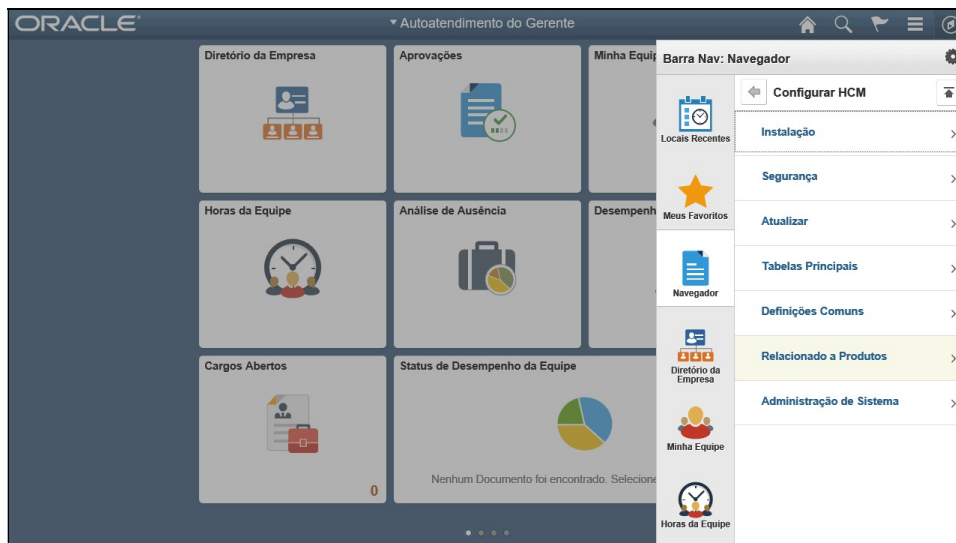 ORACLE
Autoatendimento do Gerente
Diretório da Empresa
Aprovações
Minha Equip
Horas da Equipe
Análise de Ausência
Desempenh
Cargos Abertos
0
Status de Desempenho da Equipe
Nenhum Documento foi encontrado. Selecione
Barra Nav: Navegador
Locais Recentes
Meus Favoritos
Navegador
Diretório da
Empresa
Minha Equipe
Horas da Equipe
Configurar HCM
Instalação
Segurança
Atualizar
Tabelas Principais
Definições Comuns
Relacionado a Produtos
Administração de Sistema